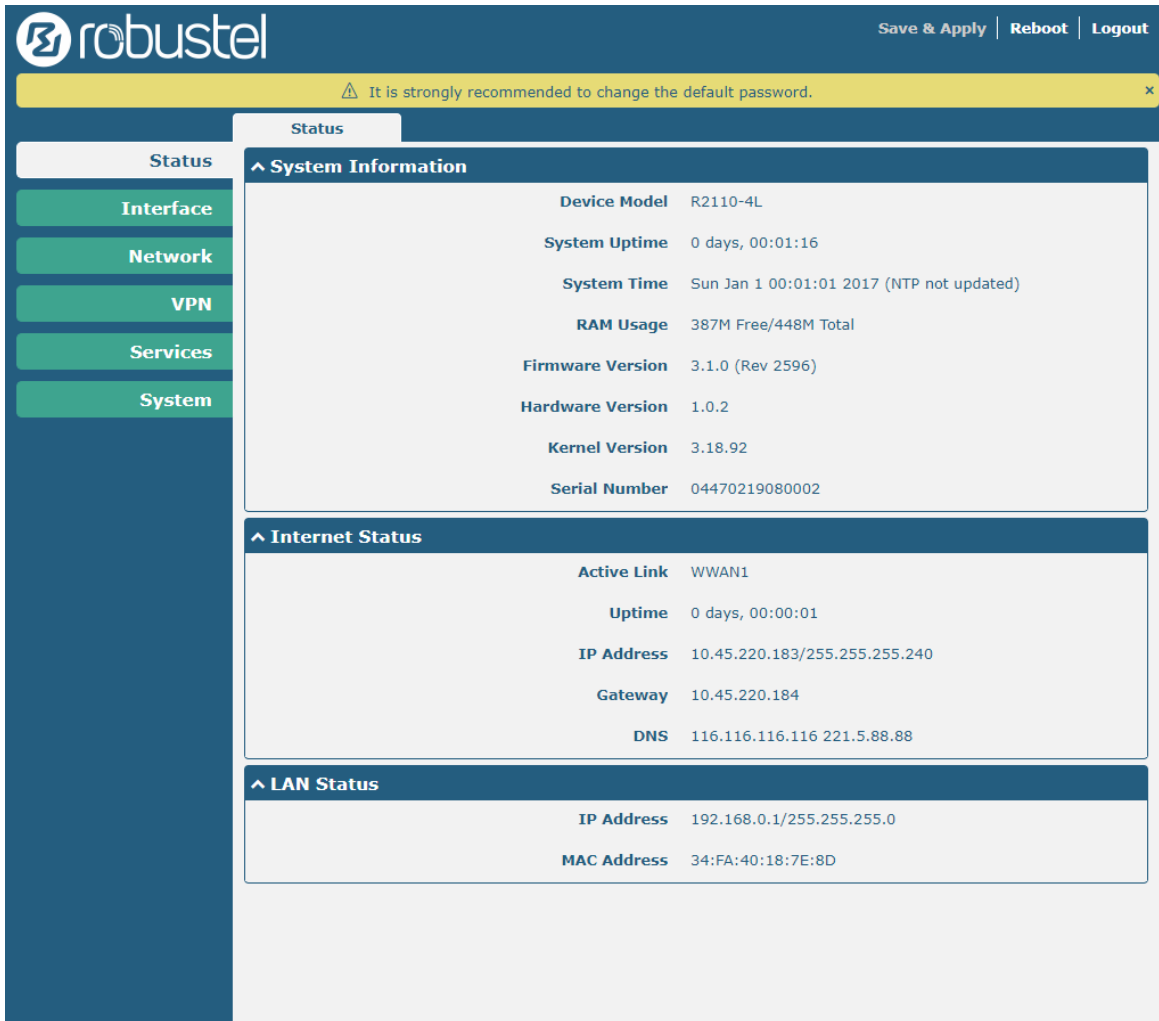 robustel
Save & Apply | Reboot | Logout
⚠ It is strongly recommended to change the default password. ×
Status
Status
Interface
Network
VPN
Services
System
System Information
Device Model R2110-4L
System Uptime 0 days, 00:01:16
System Time Sun Jan 1 00:01:01 2017 (NTP not updated)
RAM Usage 387M Free/448M Total
Firmware Version 3.1.0 (Rev 2596)
Hardware Version 1.0.2
Kernel Version 3.18.92
Serial Number 04470219080002
Internet Status
Active Link WWAN1
Uptime 0 days, 00:00:01
IP Address 10.45.220.183/255.255.255.240
Gateway 10.45.220.184
DNS 116.116.116.116 221.5.88.88
LAN Status
IP Address 192.168.0.1/255.255.255.0
MAC Address 34:FA:40:18:7E:8D